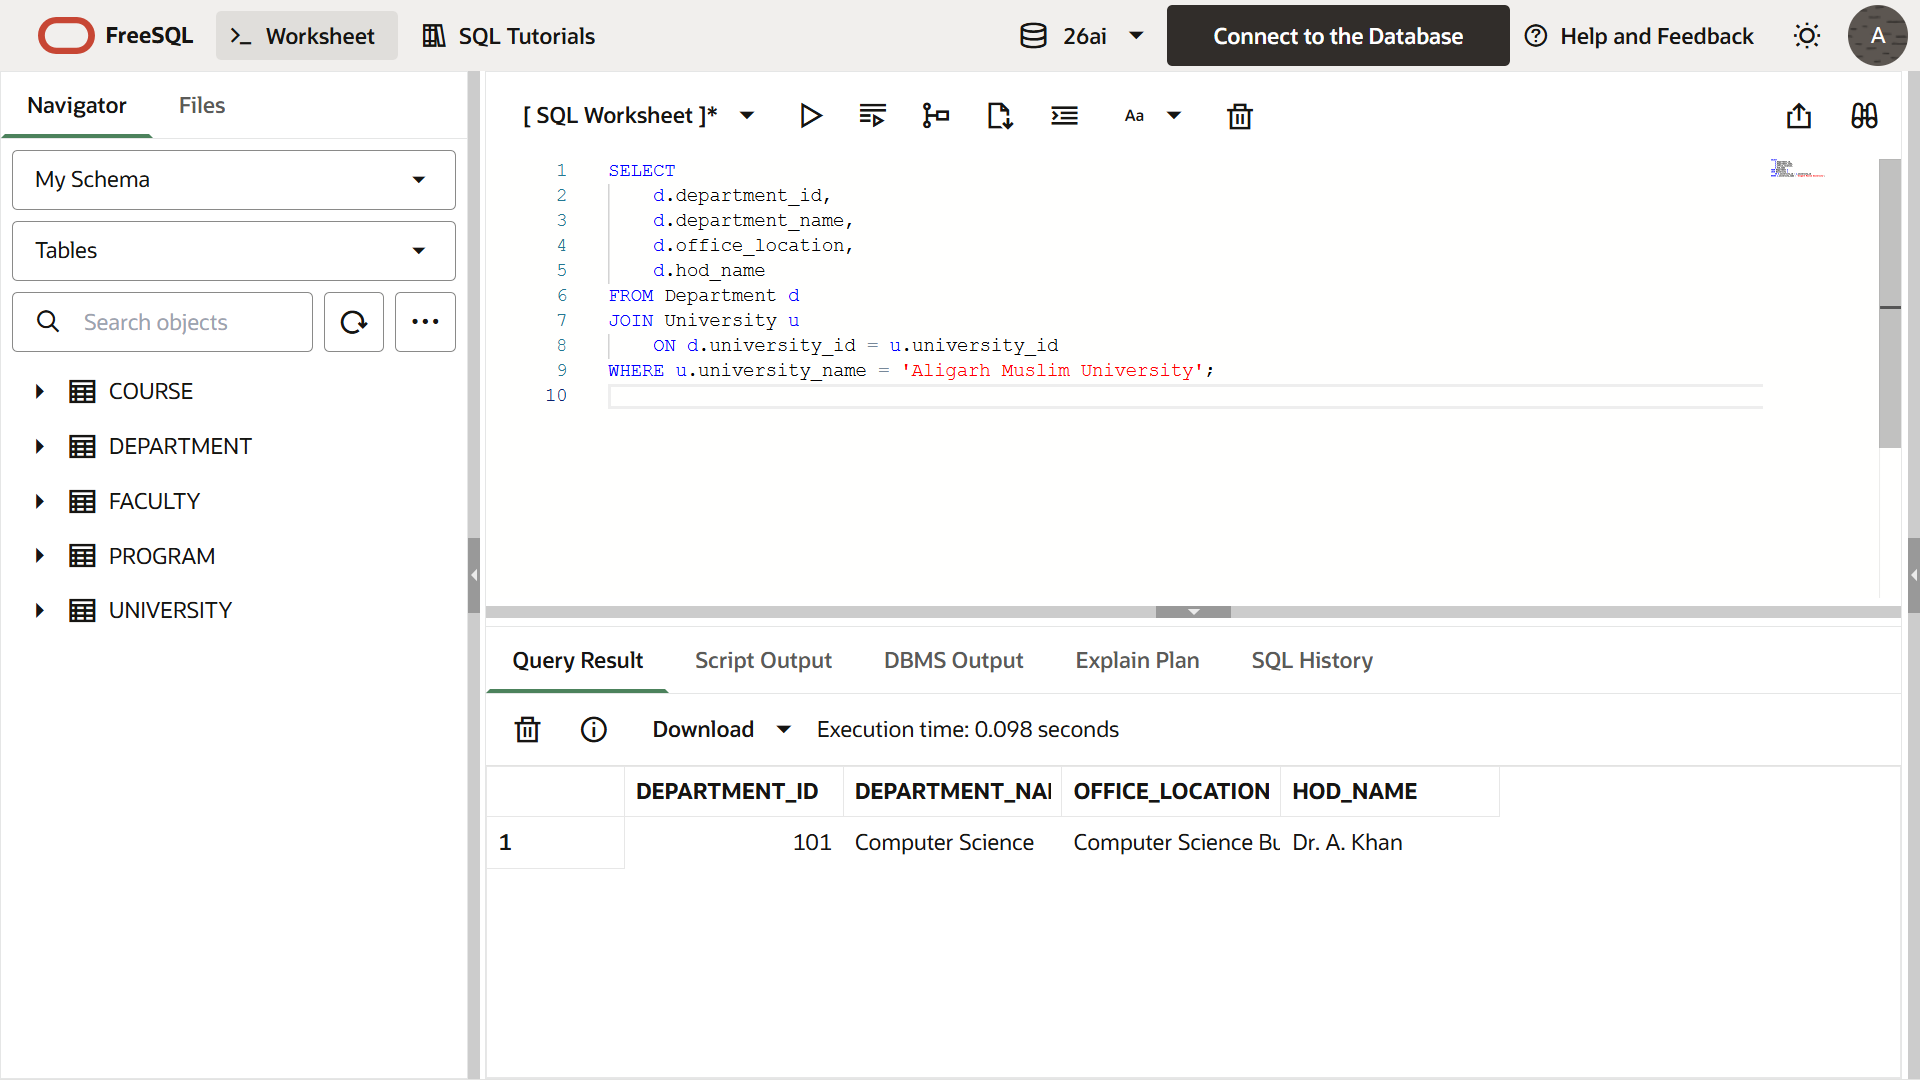 FreeSQL
Worksheet
SQL Tutorials
26ai
Connect to the Database
Help and Feedback
A
Navigator
Files
My Schema
Tables
Search objects
COURSE
DEPARTMENT
FACULTY
PROGRAM
UNIVERSITY
[ SQL Worksheet ]*
Aa
1 SELECT
2     d.department_id,
3     d.department_name,
4     d.office_location,
5     d.hod_name
6 FROM Department d
7 JOIN University u
8     ON d.university_id = u.university_id
9 WHERE u.university_name = 'Aligarh Muslim University';
10
Query Result
Script Output
DBMS Output
Explain Plan
SQL History
Download
Execution time: 0.098 seconds
DEPARTMENT_ID DEPARTMENT_NA OFFICE_LOCATION HOD_NAME
1 101 Computer Science Computer Science Bu Dr. A. Khan